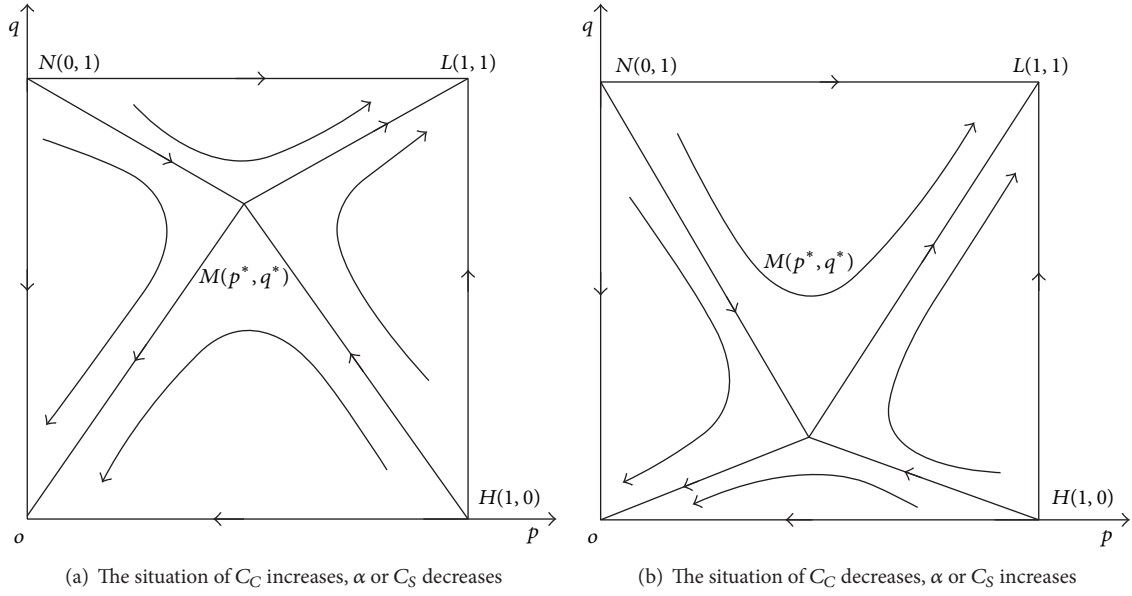 q
N(0, 1)
L(1, 1)
M(p*, q*)
H(1, 0)
o
p
(a) The situation of C_C increases, α or C_S decreases
q
N(0, 1)
L(1, 1)
M(p*, q*)
H(1, 0)
o
p
(b) The situation of C_C decreases, α or C_S increases